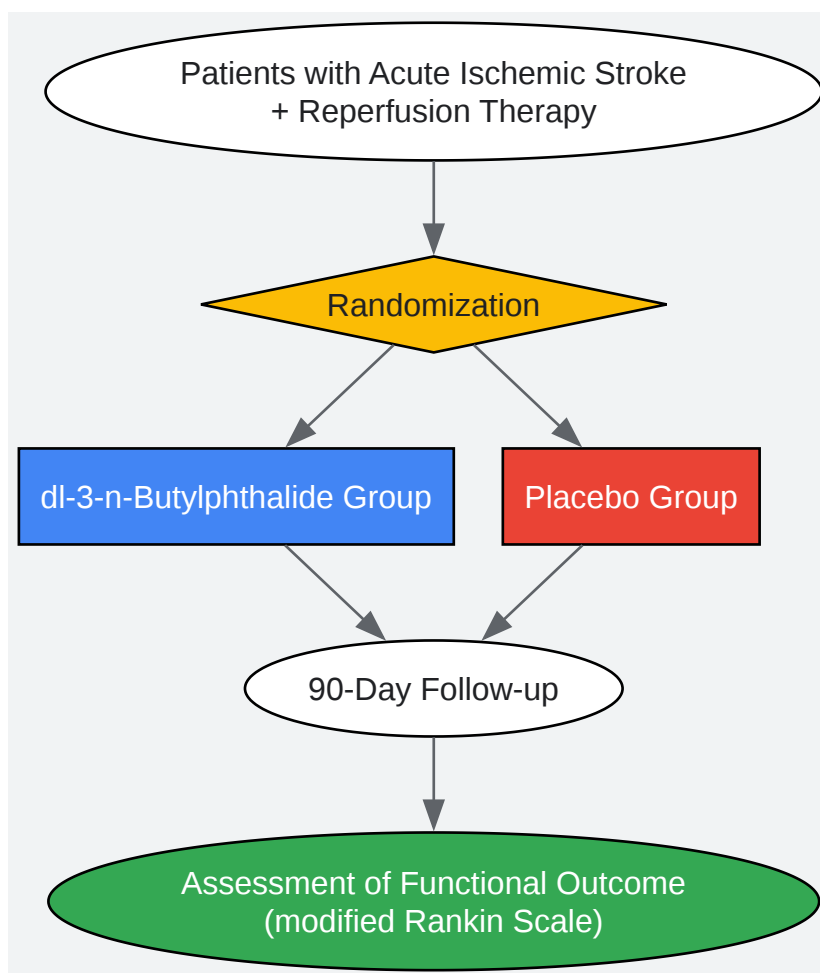 Patients with Acute Ischemic Stroke
+ Reperfusion Therapy
Randomization
dl-3-n-Butylphthalide Group
Placebo Group
90-Day Follow-up
Assessment of Functional Outcome
(modified Rankin Scale)